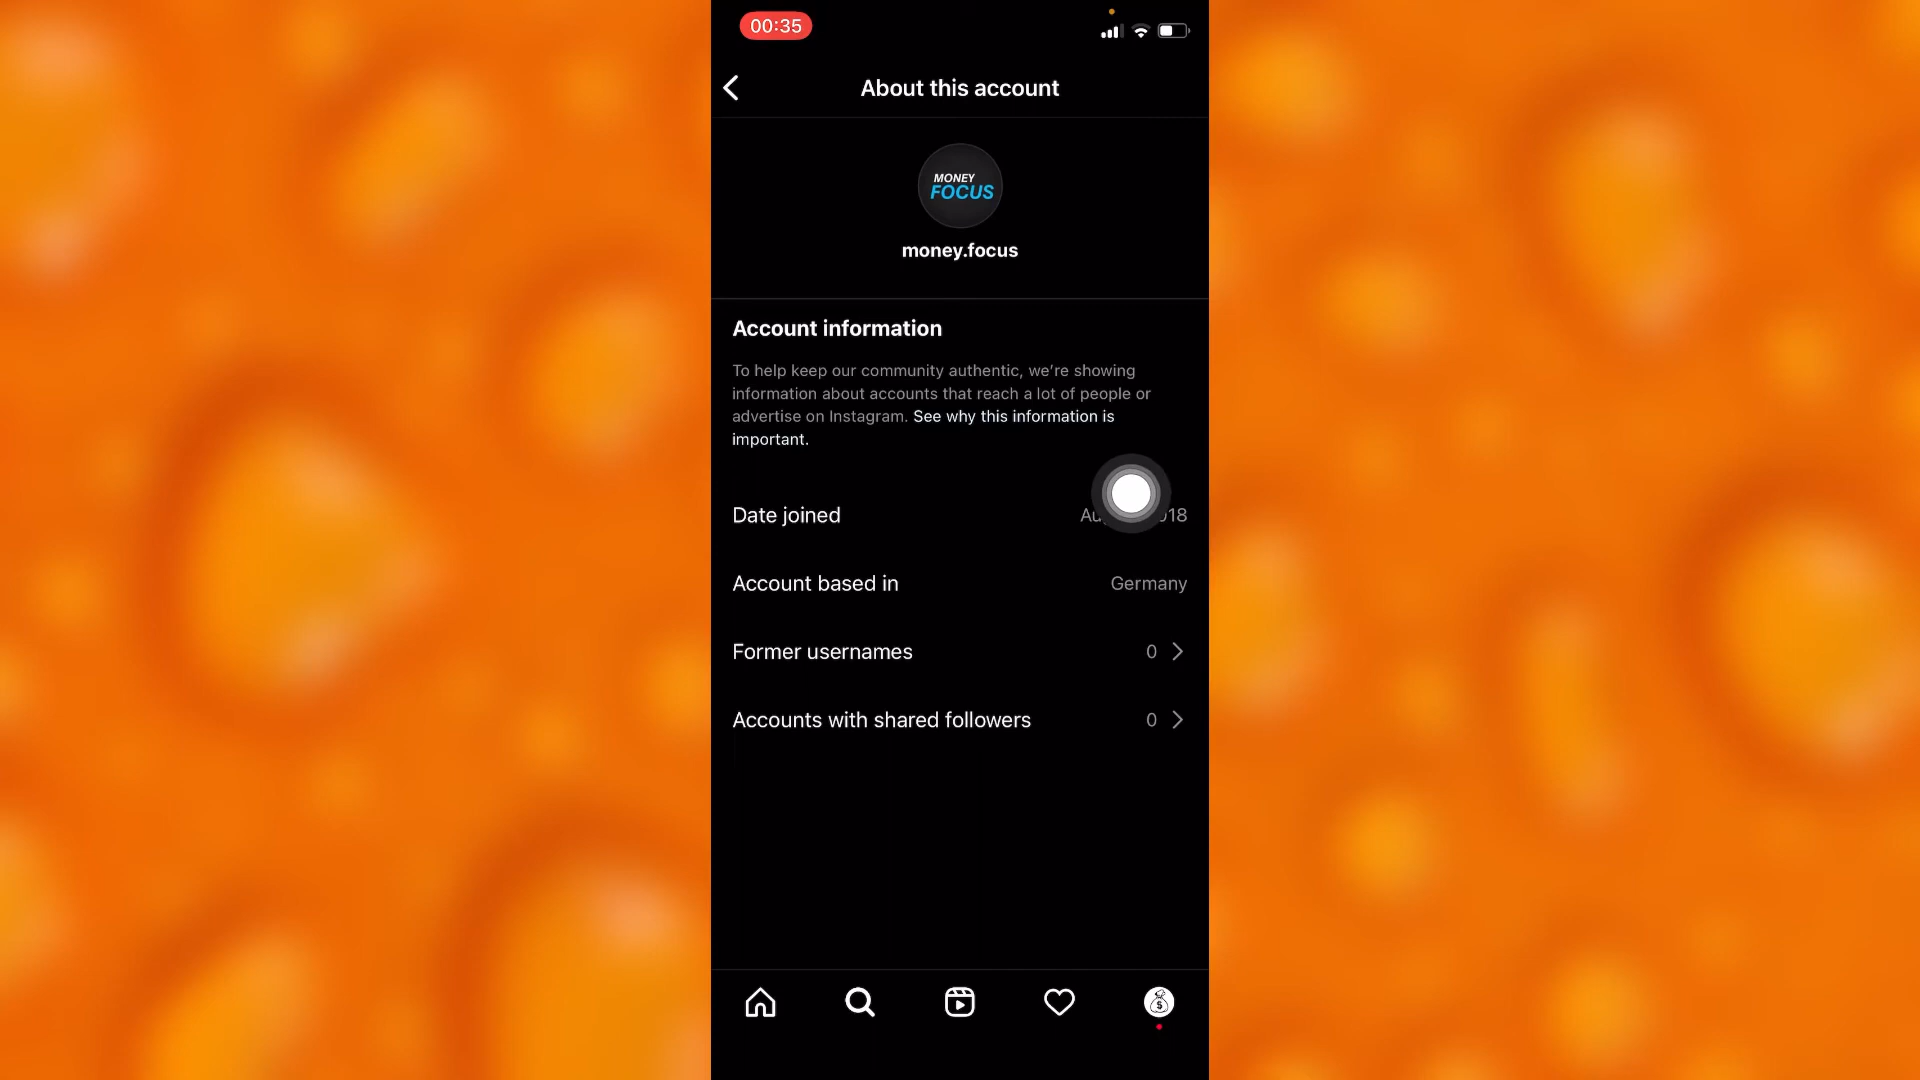 00:35
About this account
MONEY
FOCUS
money.focus
Account information
To help keep our community authentic, we're showing
information about accounts that reach a lot of people or
advertise on Instagram. See why this information is
important.
Date joined
Account based in Germany
Former usernames 0
Accounts with shared followers 0
$